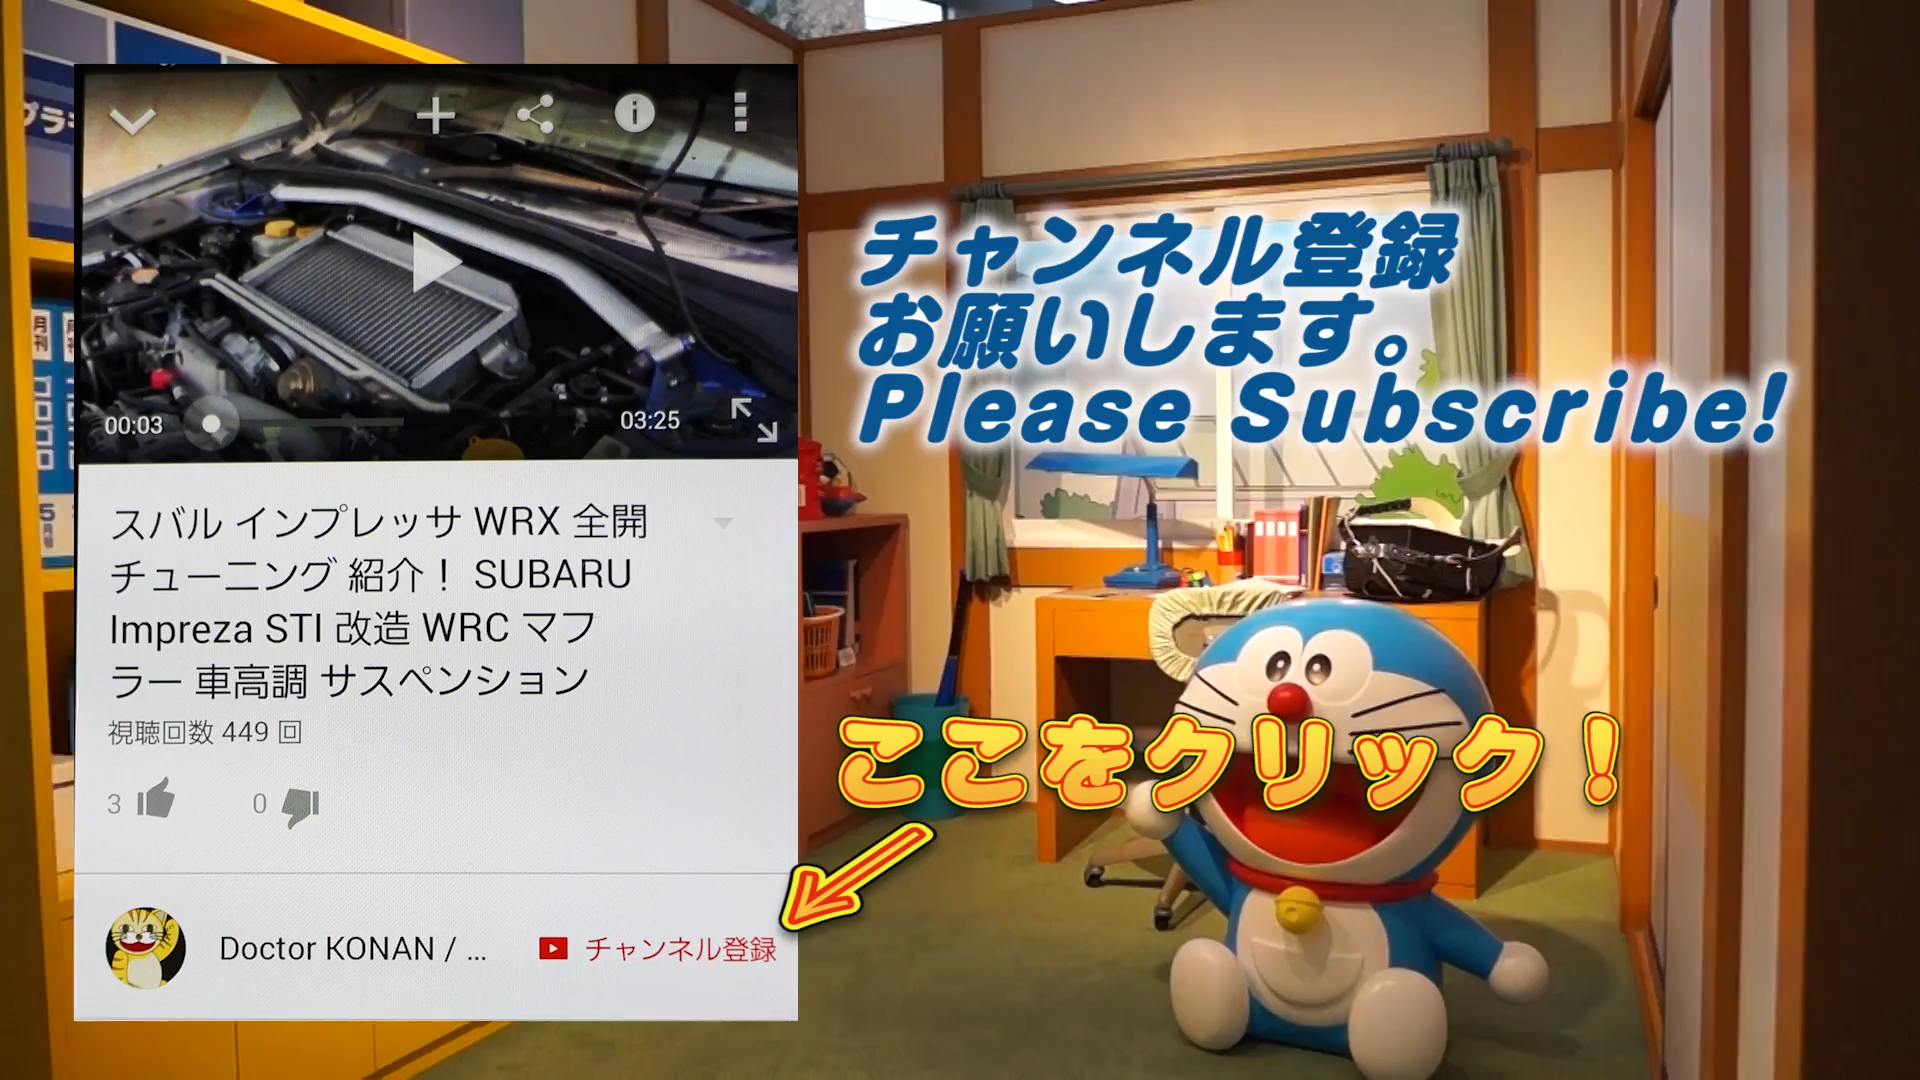 プラ
月刊
00:03
03:25
スバル インプレッサ WRX 全開
チューニング 紹介！ SUBARU
Impreza STI 改造 WRC マフ
ラー 車高調 サスペンション
視聴回数 449 回
3
0
Doctor KONAN / ...
チャンネル登録
チャンネル登録
お願いします。
Please Subscribe!
ここをクリック！